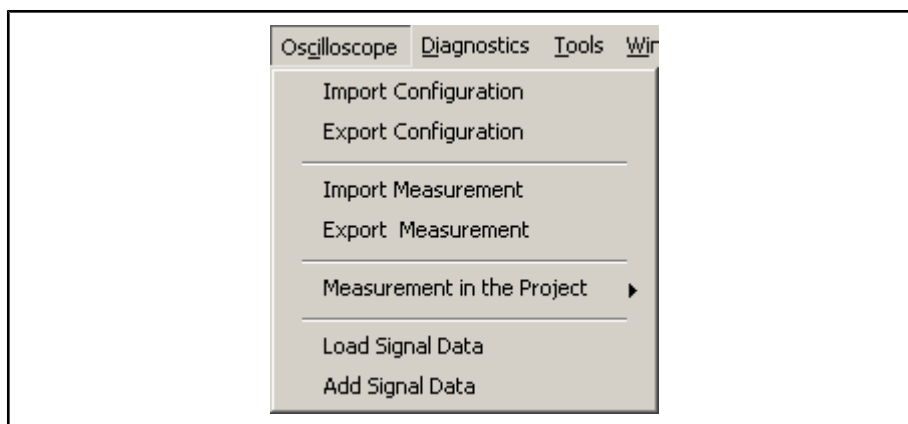 Oscilloscope Diagnostics Tools
Import Configuration
Export Configuration
Import Measurement
Export Measurement
Measurement in the Project
Load Signal Data
Add Signal Data